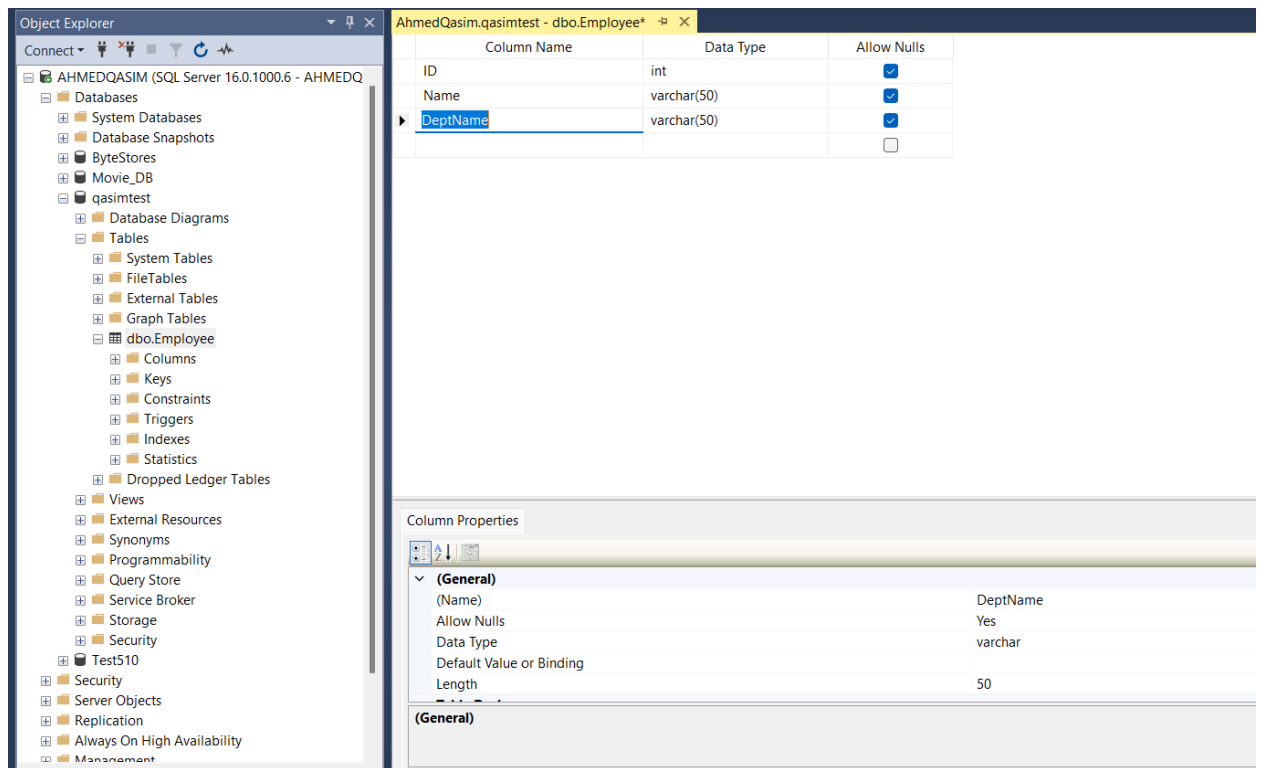 Object Explorer
Connect
AHMEDQASIM (SQL Server 16.0.1000.6 - AHMEDQ
Databases
System Databases
Database Snapshots
ByteStores
Movie_DB
qasimtest
Database Diagrams
Tables
System Tables
FileTables
External Tables
Graph Tables
dbo.Employee
Columns
Keys
Constraints
Triggers
Indexes
Statistics
Dropped Ledger Tables
Views
External Resources
Synonyms
Programmability
Query Store
Service Broker
Storage
Security
Test510
Security
Server Objects
Replication
Always On High Availability
Management
AhmedQasim.qasimtest - dbo.Employee*
Column Name Data Type Allow Nulls
ID int
Name varchar(50)
DeptName varchar(50)
Column Properties
(General)
(Name) DeptName
Allow Nulls Yes
Data Type varchar
Default Value or Binding
Length 50
(General)